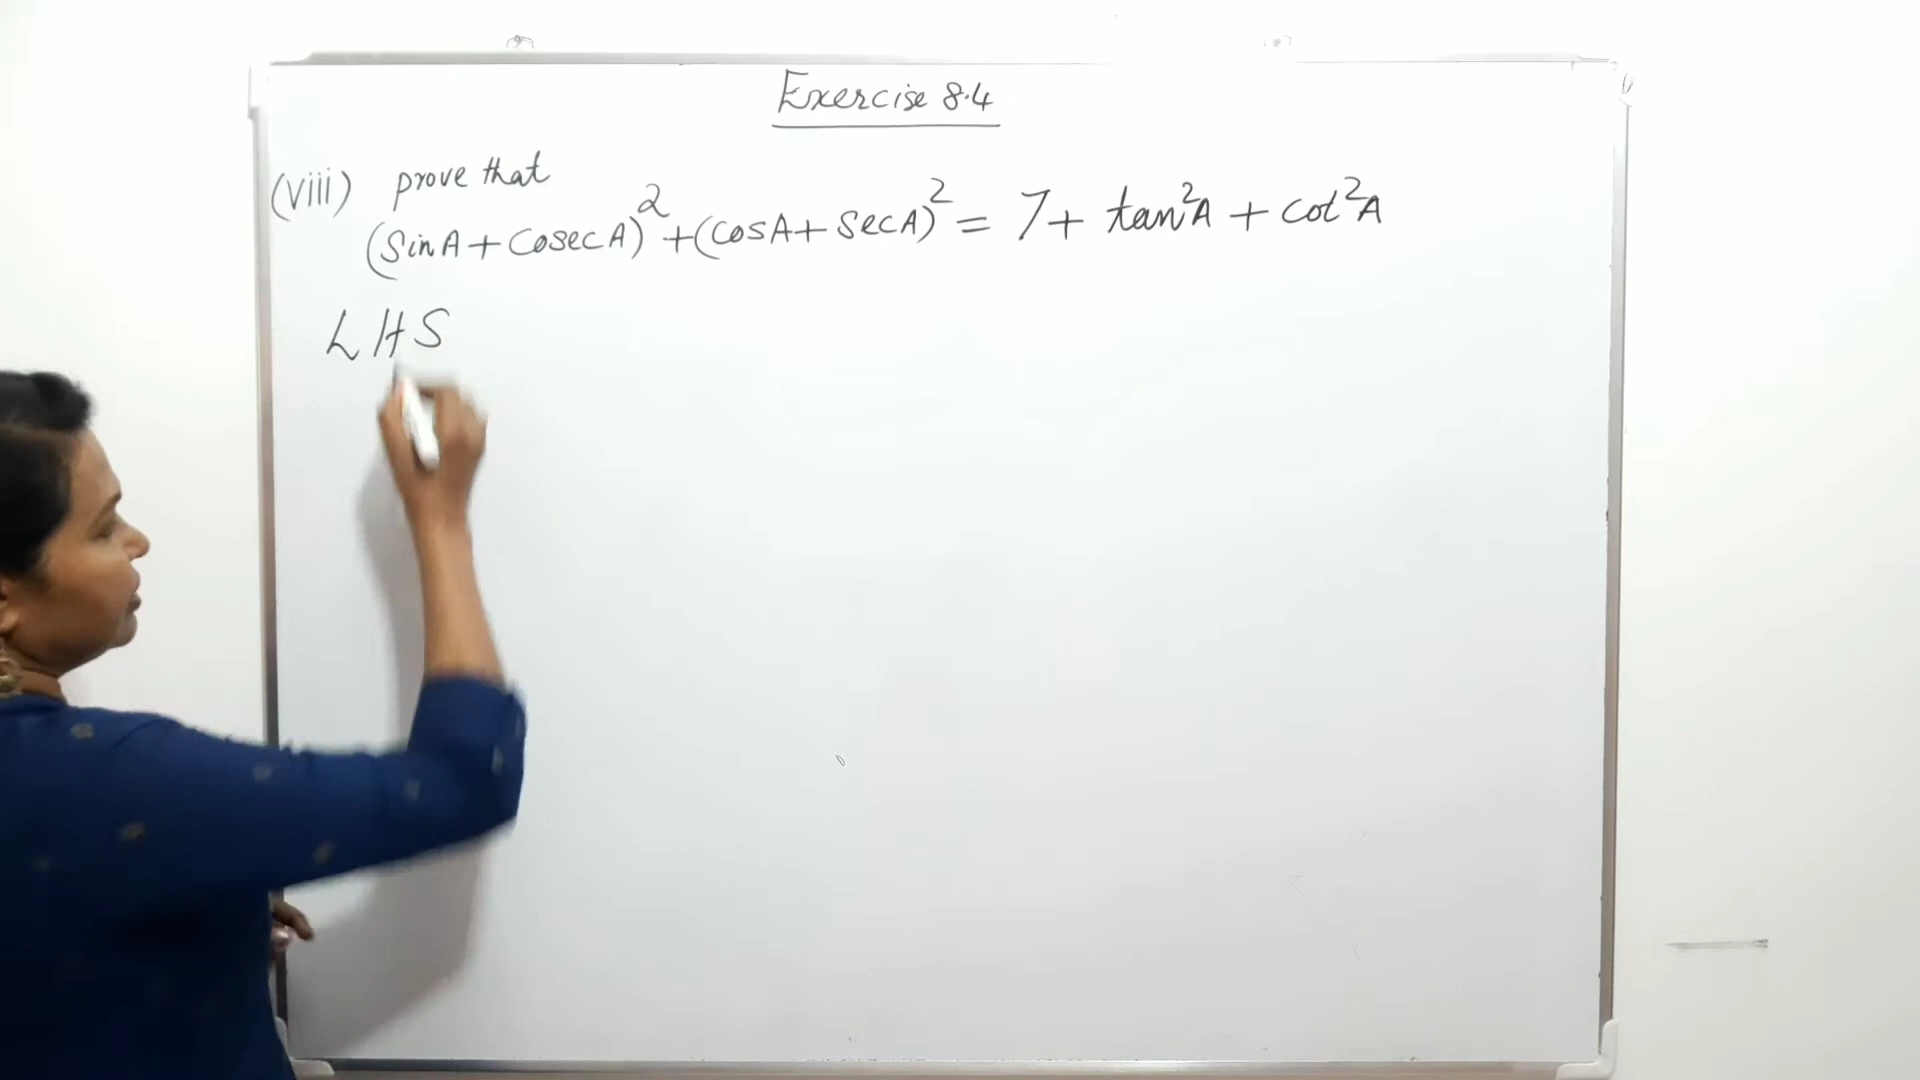 Exercise 8.4
(viii) prove that
(SinA + CosecA)² + (CosA + SecA)² = 7 + tan²A + Cot²A
LHS